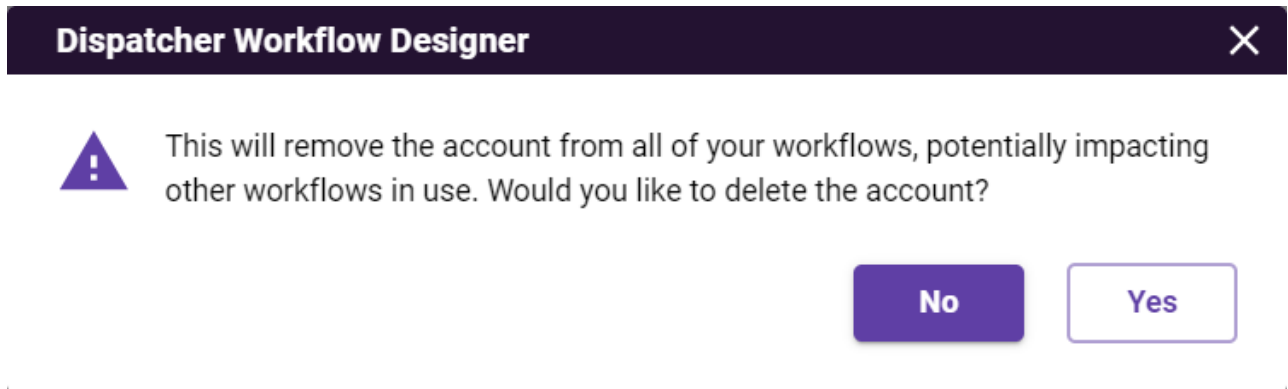 Dispatcher Workflow Designer
This will remove the account from all of your workflows, potentially impacting
other workflows in use. Would you like to delete the account?
No
Yes